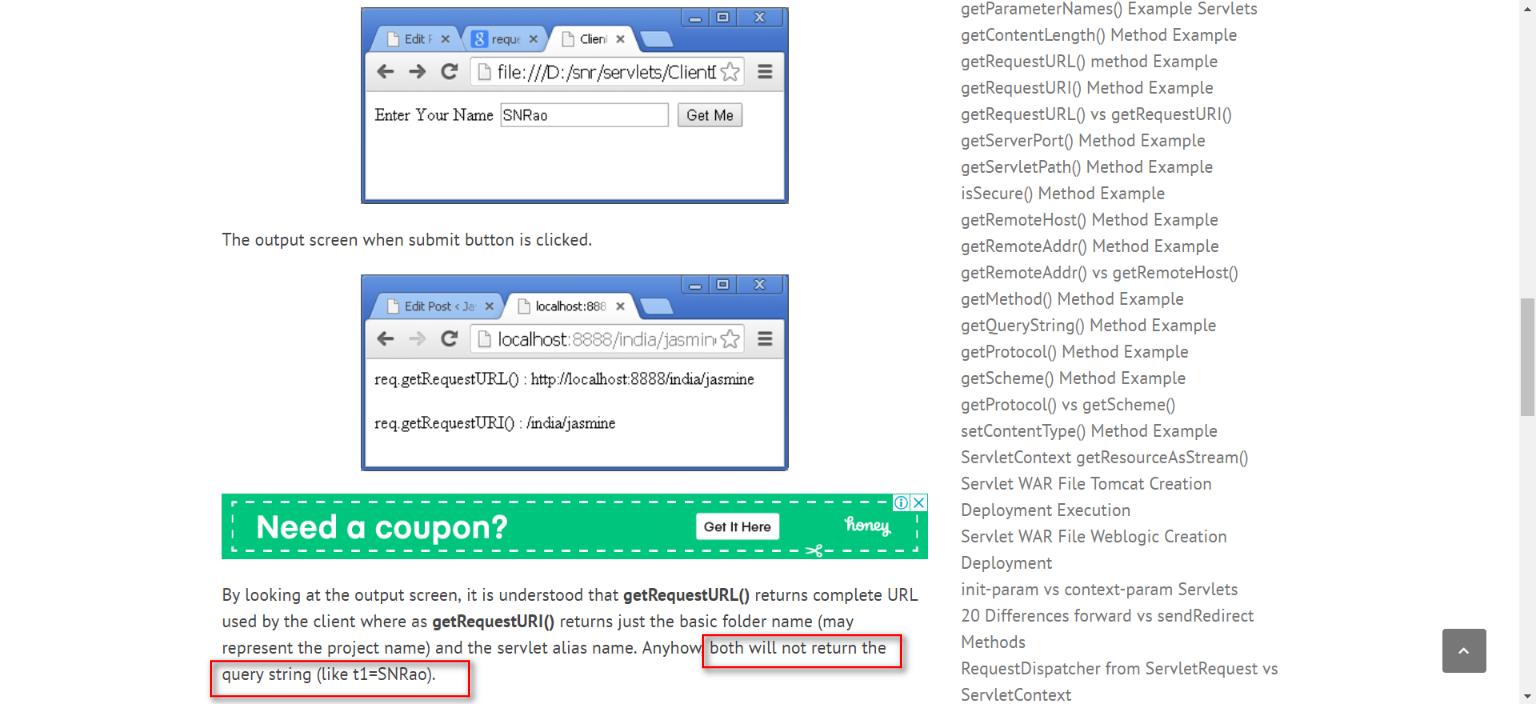 Edit F
reque
Clien
file:///D:/snr/servlets/ClientI
Enter Your Name SNRao Get Me
The output screen when submit button is clicked.
Edit Post < Ja
localhost:888
localhost:8888/india/jasmin
req.getRequestURL() : http://localhost:8888/india/jasmine
req.getRequestURI() : /india/jasmine
Need a coupon?
Get It Here
honey
By looking at the output screen, it is understood that getRequestURL() returns complete URL
used by the client where as getRequestURI() returns just the basic folder name (may
represent the project name) and the servlet alias name. Anyhow both will not return the
query string (like t1=SNRao).
getParameterNames() Example Servlets
getContentLength() Method Example
getRequestURL() method Example
getRequestURI() Method Example
getRequestURL() vs getRequestURI()
getServerPort() Method Example
getServletPath() Method Example
isSecure() Method Example
getRemoteHost() Method Example
getRemoteAddr() Method Example
getRemoteAddr() vs getRemoteHost()
getMethod() Method Example
getQueryString() Method Example
getProtocol() Method Example
getScheme() Method Example
getProtocol() vs getScheme()
setContentType() Method Example
ServletContext getResourceAsStream()
Servlet WAR File Tomcat Creation
Deployment Execution
Servlet WAR File Weblogic Creation
Deployment
init-param vs context-param Servlets
20 Differences forward vs sendRedirect
Methods
RequestDispatcher from ServletRequest vs
ServletContext